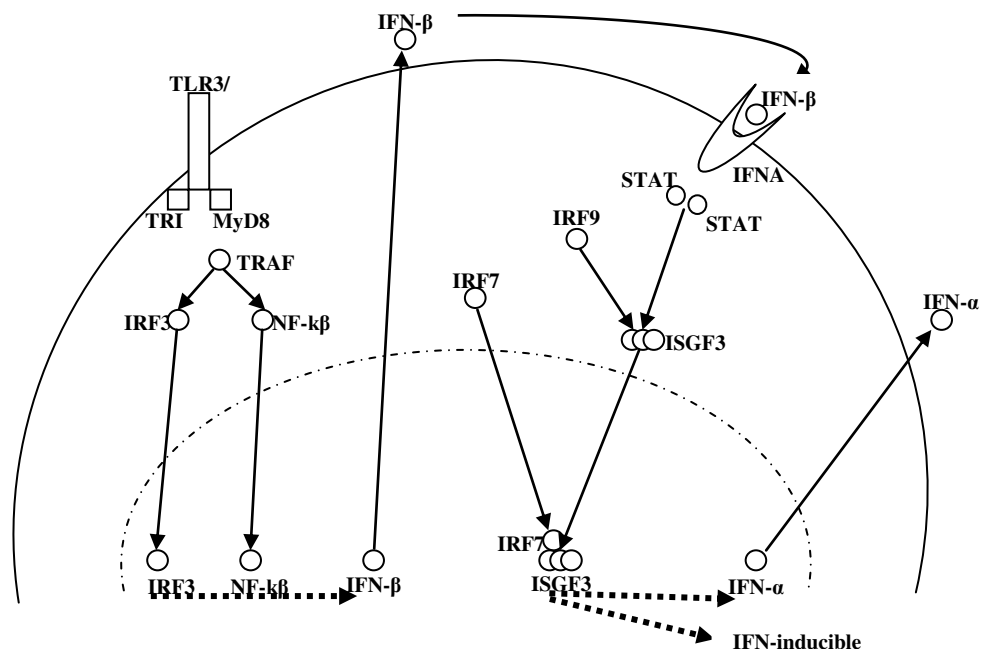 IFN-β
TLR3/
IFN-β
IFNA
TRI
MyD8
STAT
STAT
IRF9
TRAF
IRF7
IFN-α
IRF3
NF-kβ
ISGF3
IRF7
IRF3
NF-kβ
IFN-β
ISGF3
IFN-α
IFN-inducible